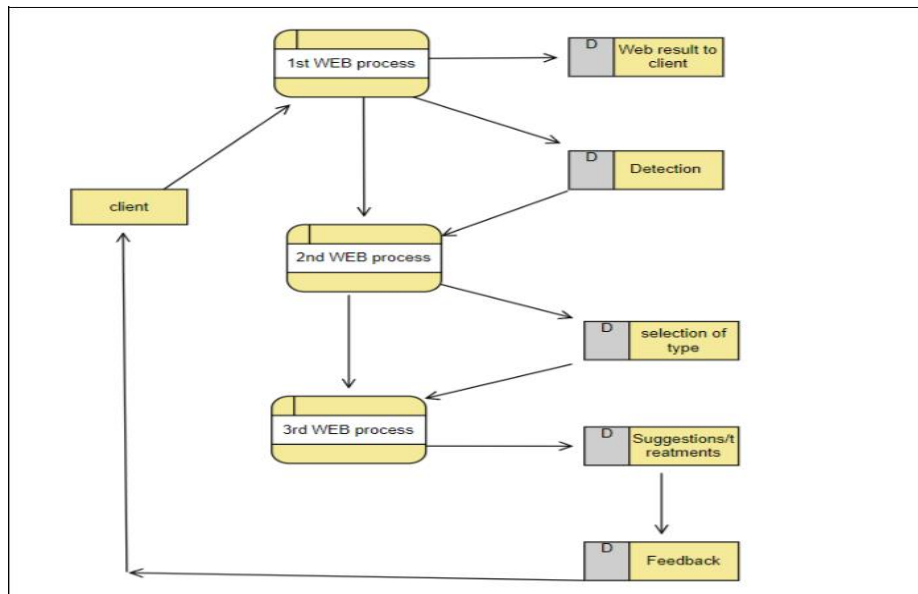 1st WEB process
D
Web result to
client
D
Detection
client
2nd WEB process
D
selection of
type
3rd WEB process
D
Suggestions/t
reatments
D
Feedback